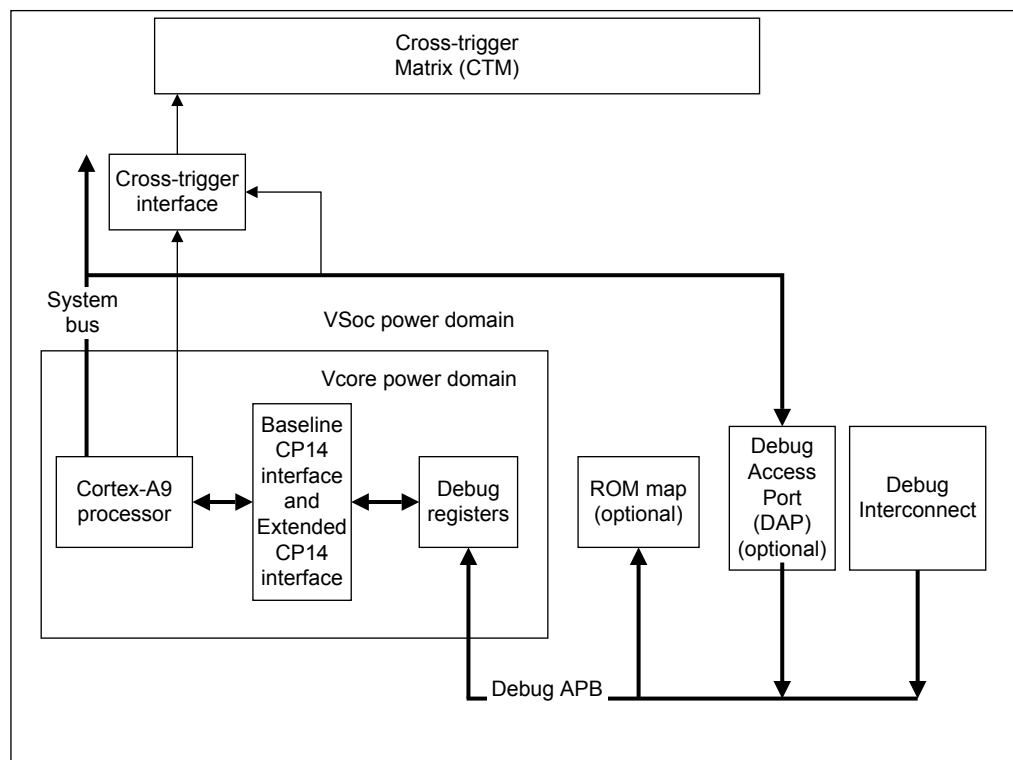 Cross-trigger
Matrix (CTM)
Cross-trigger
interface
System
bus
VSoc power domain
Vcore power domain
Cortex-A9
processor
Baseline
CP14
interface
and
Extended
CP14
interface
Debug
registers
ROM map
(optional)
Debug
Access
Port
(DAP)
(optional)
Debug
Interconnect
Debug APB